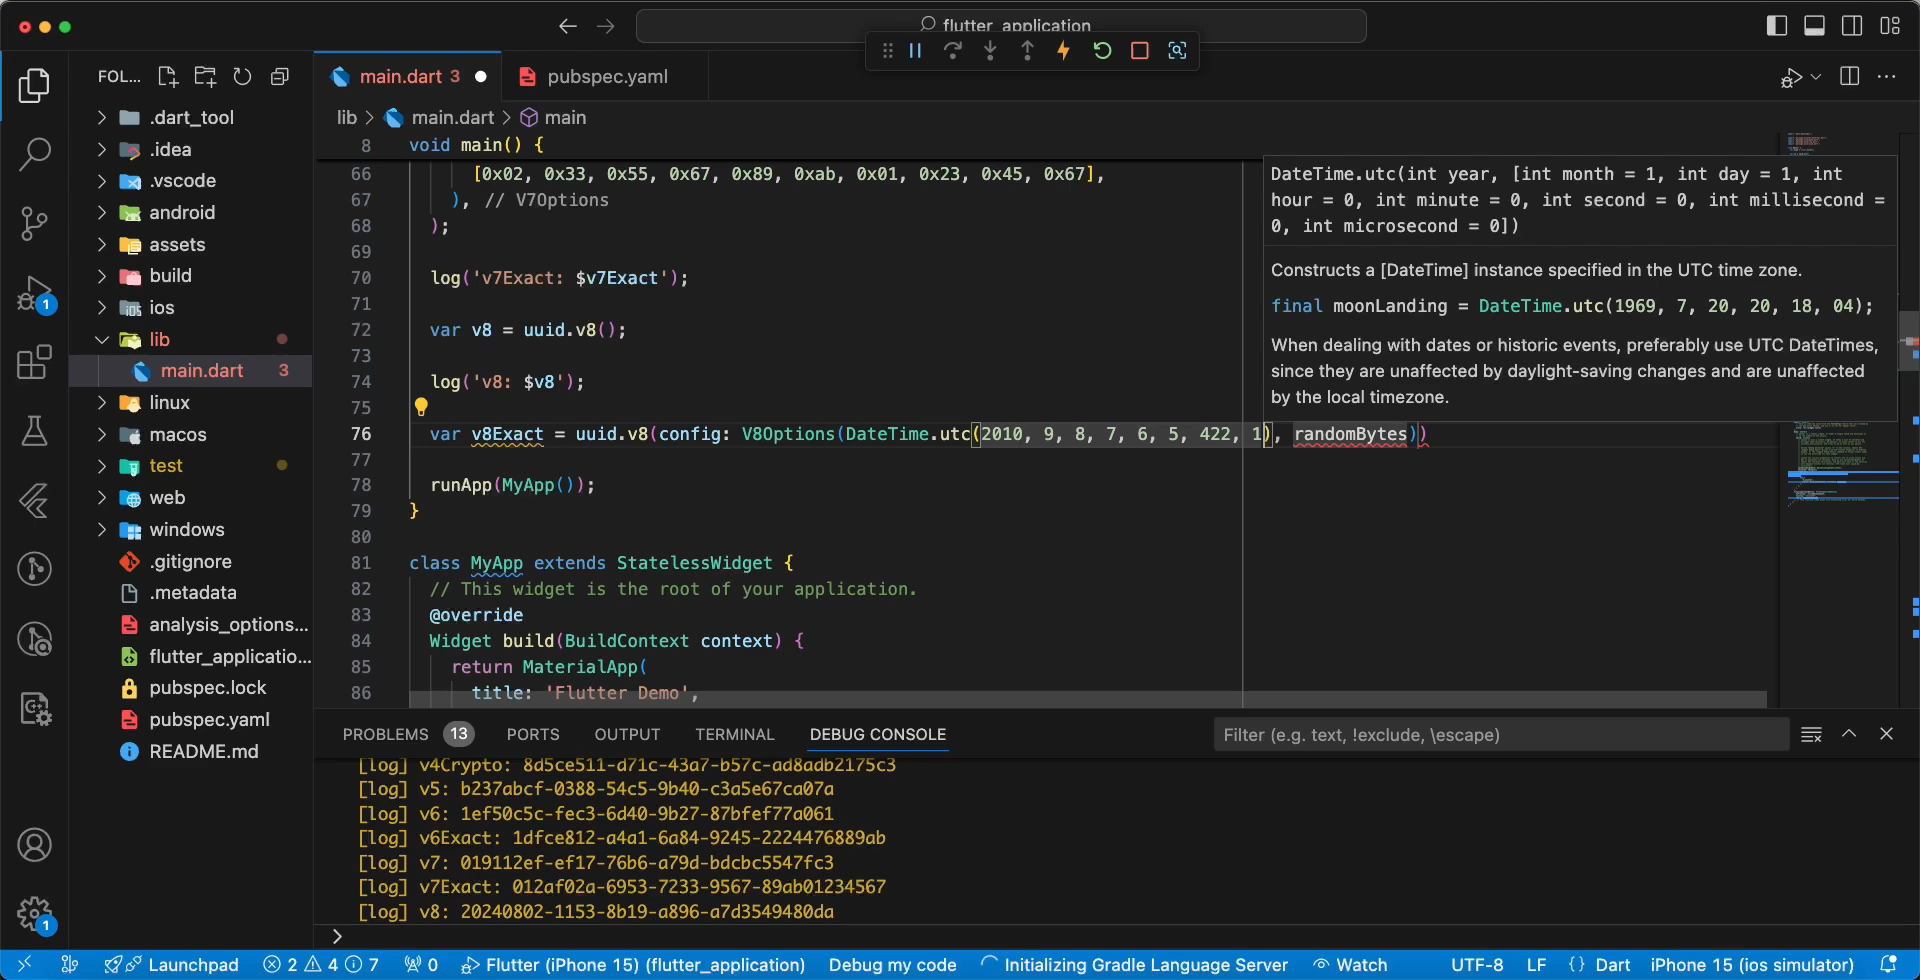 flutter_application
FOL...
main.dart 3
pubspec.yaml
lib > main.dart > main
.dart_tool
.idea
.vscode
android
assets
build
ios
lib
main.dart 3
linux
macos
test
web
windows
.gitignore
.metadata
analysis_options...
flutter_applicatio...
pubspec.lock
pubspec.yaml
README.md
1
1
8 void main() {
66 [0x02, 0x33, 0x55, 0x67, 0x89, 0xab, 0x01, 0x23, 0x45, 0x67],
67 ), // V7Options
68 );
69
70 log('v7Exact: $v7Exact');
71
72 var v8 = uuid.v8();
73
74 log('v8: $v8');
75
76 var v8Exact = uuid.v8(config: V8Options(DateTime.utc(2010, 9, 8, 7, 6, 5, 422, 1), randomBytes))
77
78 runApp(MyApp());
79 }
80
81 class MyApp extends StatelessWidget {
82 // This widget is the root of your application.
83 @override
84 Widget build(BuildContext context) {
85 return MaterialApp(
86 title: 'Flutter Demo',
DateTime.utc(int year, [int month = 1, int day = 1, int
hour = 0, int minute = 0, int second = 0, int millisecond =
0, int microsecond = 0])
Constructs a [DateTime] instance specified in the UTC time zone.
final moonLanding = DateTime.utc(1969, 7, 20, 20, 18, 04);
When dealing with dates or historic events, preferably use UTC DateTimes,
since they are unaffected by daylight-saving changes and are unaffected
by the local timezone.
PROBLEMS 13 PORTS OUTPUT TERMINAL DEBUG CONSOLE
Filter (e.g. text, !exclude, \escape)
[log] v4Crypto: 8d5ce511-d71c-43a7-b57c-ad8adb2175c3
[log] v5: b237abcf-0388-54c5-9b40-c3a5e67ca07a
[log] v6: 1ef50c5c-fec3-6d40-9b27-87bfef77a061
[log] v6Exact: 1dfce812-a4a1-6a84-9245-2224476889ab
[log] v7: 019112ef-ef17-76b6-a79d-bdcbc5547fc3
[log] v7Exact: 012af02a-6953-7233-9567-89ab01234567
[log] v8: 20240802-1153-8b19-a896-a7d3549480da
>
Launchpad 2 4 7 0 Flutter (iPhone 15) (flutter_application) Debug my code Initializing Gradle Language Server Watch UTF-8 LF {} Dart iPhone 15 (ios simulator)